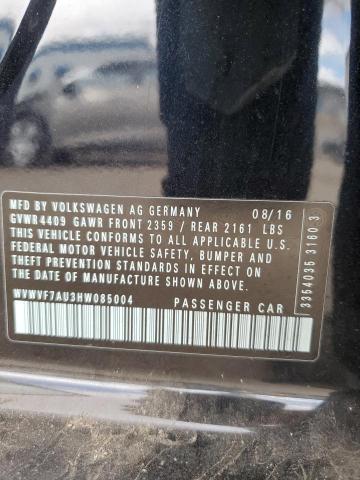 MFD BY VOLKSWAGEN AG GERMANY 08/16
GVWR4409 GAWR FRONT 2359 / REAR 2161 LBS
THIS VEHICLE CONFORMS TO ALL APPLICABLE U.S.
FEDERAL MOTOR VEHICLE SAFETY, BUMPER AND
THEFT PREVENTION STANDARDS IN EFFECT ON
THE DATE OF MANUFACTURE SHOWN ABOVE.
WVWVF7AU3HW085004 PASSENGER CAR
3354035 3160 3